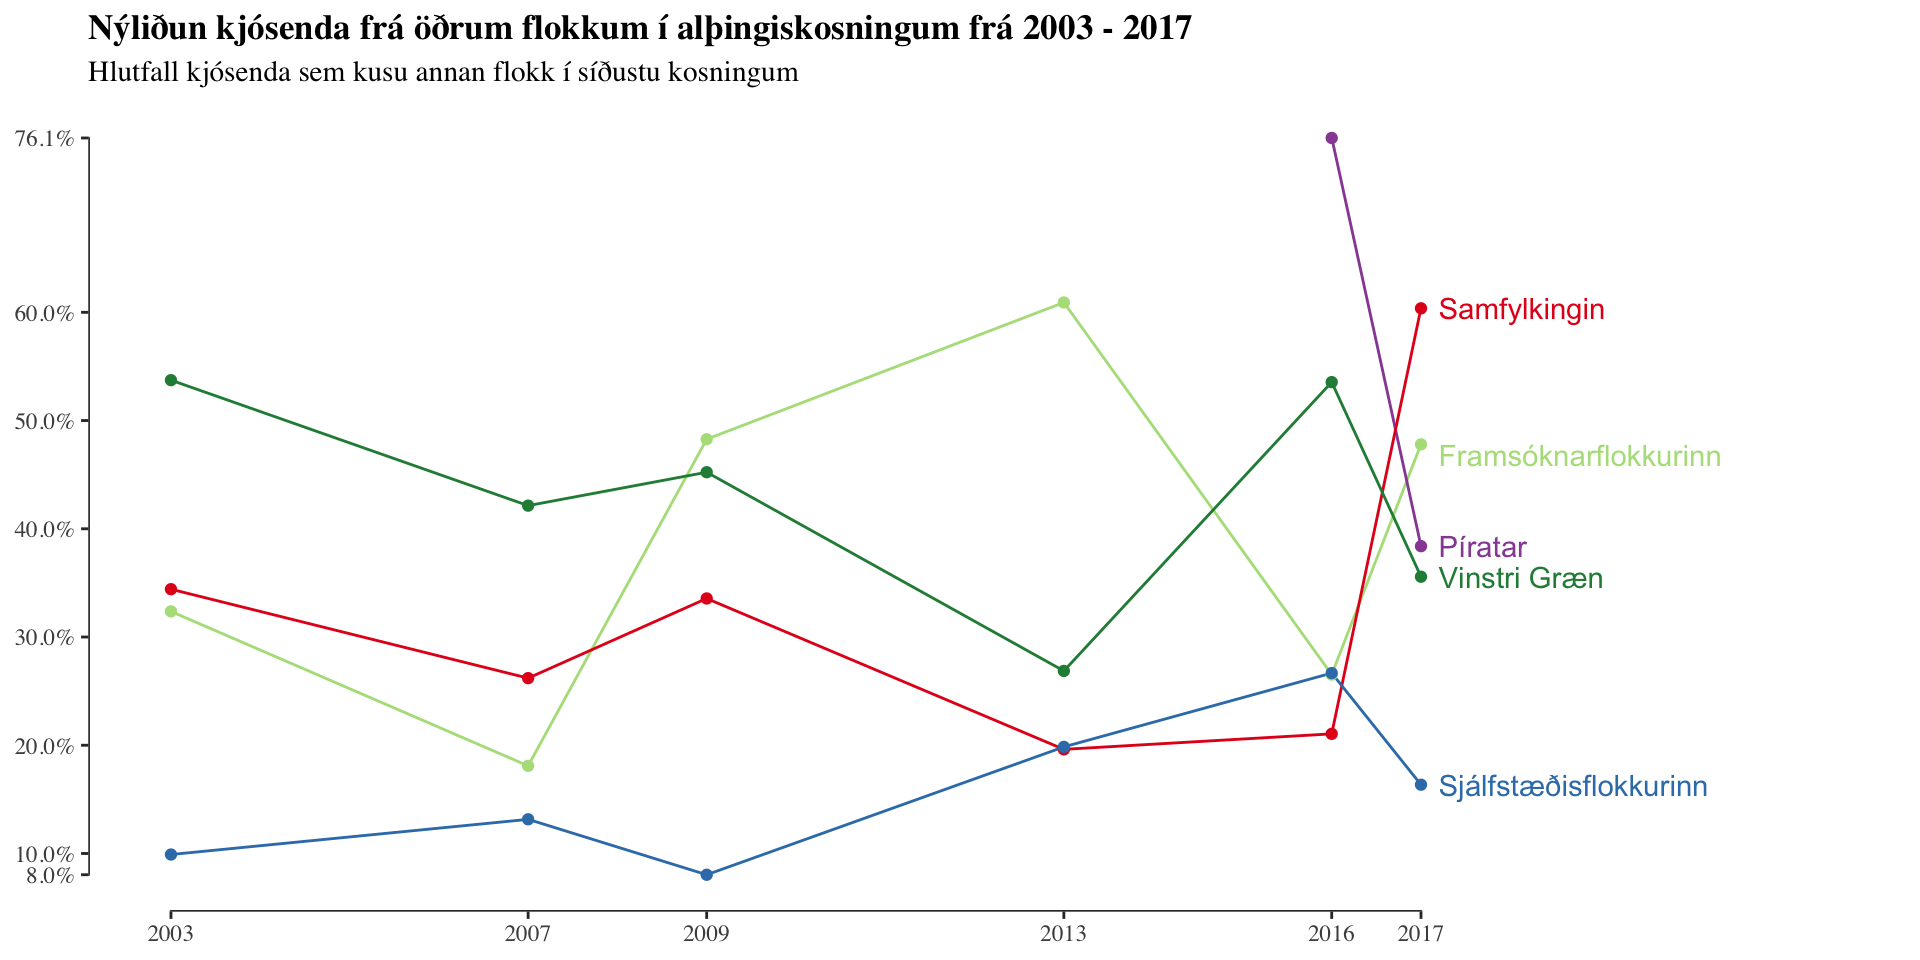 Nýliðun kjósenda frá öðrum flokkum í alþingiskosningum frá 2003 - 2017
Hlutfall kjósenda sem kusu annan flokk í síðustu kosningum
76.1%
60.0%
50.0%
40.0%
30.0%
20.0%
10.0%
8.0%
Samfylkingin
Framsóknarflokkurinn
Píratar
Vinstri Græn
Sjálfstæðisflokkurinn
2003 2007 2009 2013 2016 2017